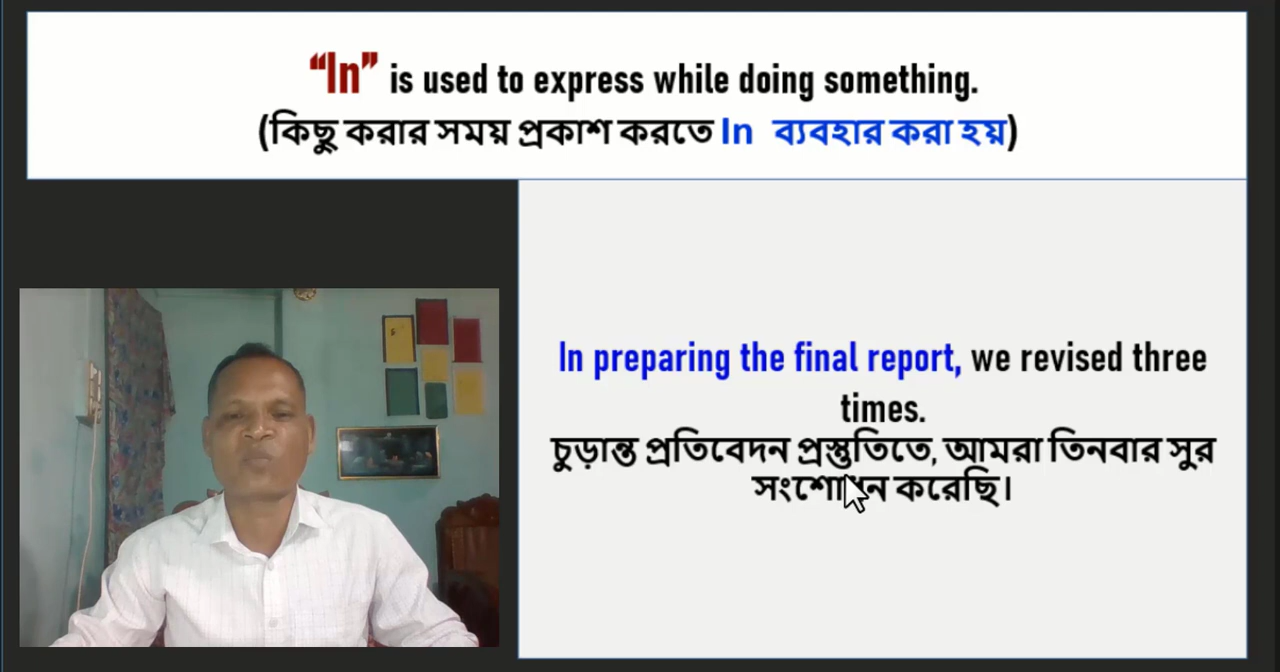 “In” is used to express while doing something.
(কিছু করার সময় প্রকাশ করতে In ব্যবহার করা হয়)
In preparing the final report, we revised three
times.
চুড়ান্ত প্রতিবেদন প্রস্তুতিতে, আমরা তিনবার সুর
সংশোধন করেছি।